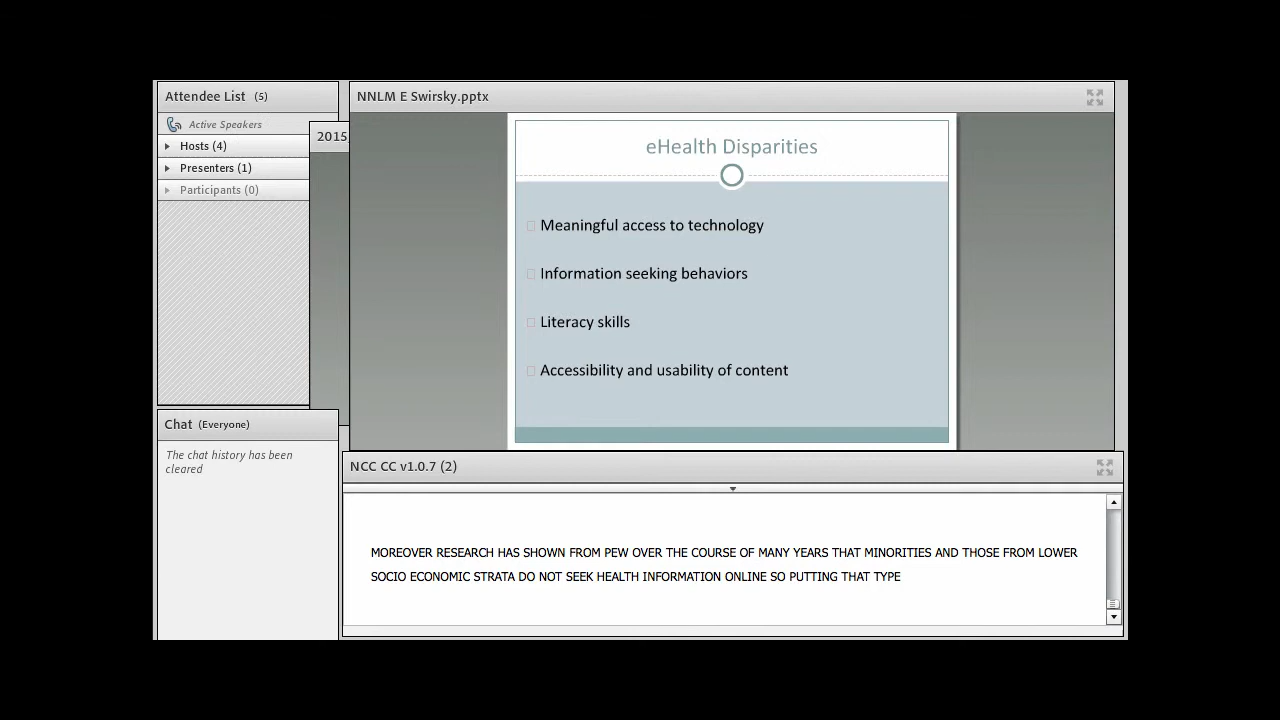 Attendee List (5)
Active Speakers
Hosts (4)
Presenters (1)
Participants (0)
2015
Chat (Everyone)
The chat history has been
cleared
NNLM E Swirsky.pptx
eHealth Disparities
Meaningful access to technology
Information seeking behaviors
Literacy skills
Accessibility and usability of content
NCC CC v1.0.7 (2)
MOREOVER RESEARCH HAS SHOWN FROM PEW OVER THE COURSE OF MANY YEARS THAT MINORITIES AND THOSE FROM LOWER
SOCIO ECONOMIC STRATA DO NOT SEEK HEALTH INFORMATION ONLINE SO PUTTING THAT TYPE